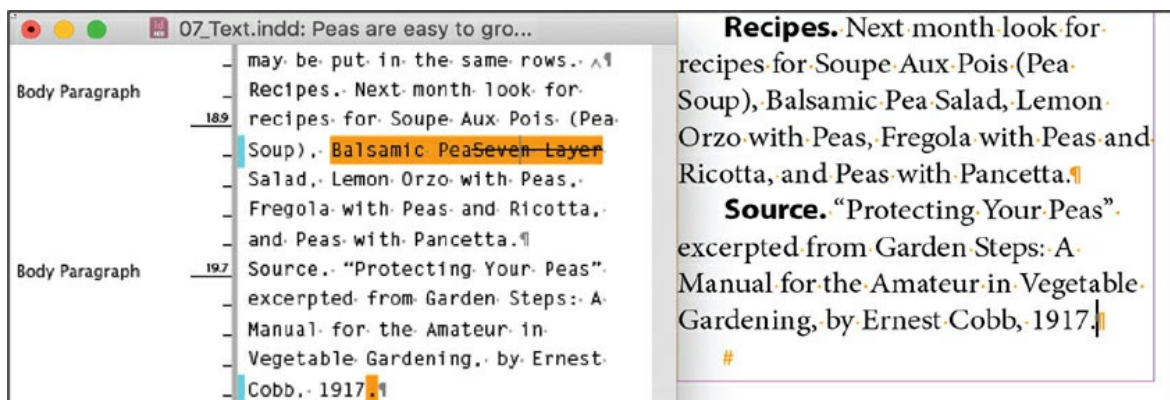 07_Text.indd: Peas are easy to gro...
may be put in the same rows.
Body Paragraph
Recipes. Next month look for
18.9
recipes for Soupe Aux Pois (Pea
Soup), Balsamic PeaSeven Layer
Salad, Lemon Orzo with Peas,
Fregola with Peas and Ricotta,
and Peas with Pancetta.¶
Body Paragraph
19.7
Source. “Protecting Your Peas”
excerpted from Garden Steps: A
Manual for the Amateur in
Vegetable Gardening, by Ernest
Cobb, 1917.¶
Recipes. Next month look for
recipes for Soupe Aux Pois (Pea
Soup), Balsamic Pea Salad, Lemon
Orzo with Peas, Fregola with Peas and
Ricotta, and Peas with Pancetta.¶
Source. “Protecting Your Peas”
excerpted from Garden Steps: A
Manual for the Amateur in Vegetable
Gardening, by Ernest Cobb, 1917.¶
#